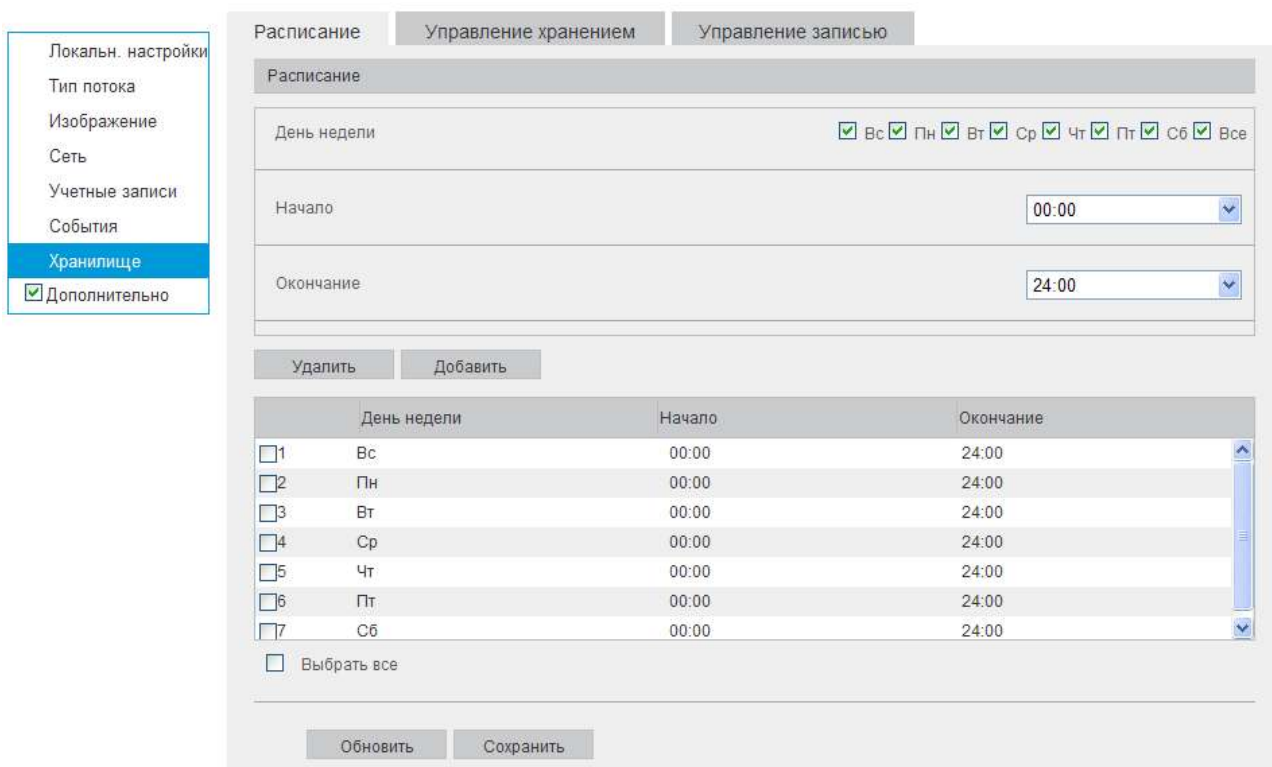 Локальн. настройки
Тип потока
Изображение
Сеть
Учетные записи
События
Хранилище
Дополнительно
Расписание Управление хранением Управление записью
Расписание
День недели Вс Пн Вт Ср Чт Пт Сб Все
Начало 00:00
Окончание 24:00
Удалить Добавить
День недели Начало Окончание
1 Вс 00:00 24:00
2 Пн 00:00 24:00
3 Вт 00:00 24:00
4 Ср 00:00 24:00
5 Чт 00:00 24:00
6 Пт 00:00 24:00
7 Сб 00:00 24:00
Выбрать все
Обновить Сохранить